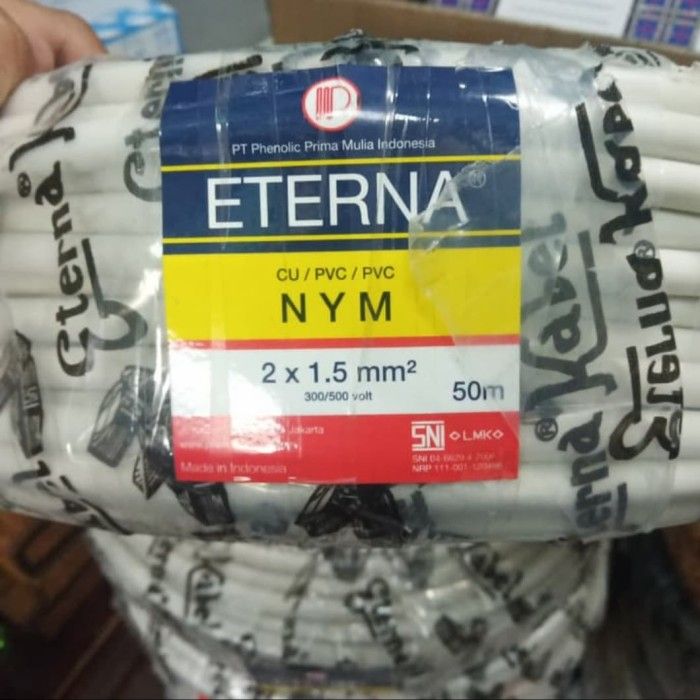 PT Phenolic Prima Mulia Indonesia
ETERNA®
CU / PVC / PVC
NYM
2 x 1.5 mm²
300/500 volt
50m
Jakarta
SNI LMK
Made in Indonesia
Eterna
Eterna
Kabel
Eterna Kabel